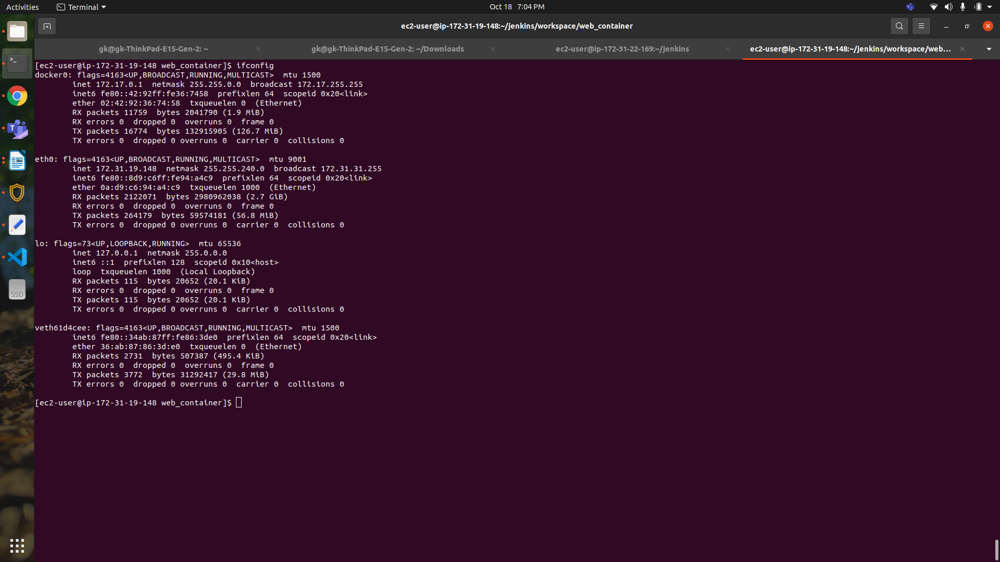 Activities Terminal Oct 18 7:04 PM
ec2-user@ip-172-31-19-148:~/jenkins/workspace/web_container
gk@gk-ThinkPad-E15-Gen-2: ~ gk@gk-ThinkPad-E15-Gen-2: ~/Downloads ec2-user@ip-172-31-22-169:~/jenkins ec2-user@ip-172-31-19-148:~/jenkins/workspace/web...
[ec2-user@ip-172-31-19-148 web_container]$ ifconfig
docker0: flags=4163<UP,BROADCAST,RUNNING,MULTICAST>  mtu 1500
        inet 172.17.0.1  netmask 255.255.0.0  broadcast 172.17.255.255
        inet6 fe80::42:92ff:fe36:7458  prefixlen 64  scopeid 0x20<link>
        ether 02:42:92:36:74:58  txqueuelen 0  (Ethernet)
        RX packets 11759  bytes 2041790 (1.9 MiB)
        RX errors 0  dropped 0  overruns 0  frame 0
        TX packets 16774  bytes 132915905 (126.7 MiB)
        TX errors 0  dropped 0 overruns 0  carrier 0  collisions 0

eth0: flags=4163<UP,BROADCAST,RUNNING,MULTICAST>  mtu 9001
        inet 172.31.19.148  netmask 255.255.240.0  broadcast 172.31.31.255
        inet6 fe80::8d9:c6ff:fe94:a4c9  prefixlen 64  scopeid 0x20<link>
        ether 0a:d9:c6:94:a4:c9  txqueuelen 1000  (Ethernet)
        RX packets 2122071  bytes 2980962038 (2.7 GiB)
        RX errors 0  dropped 0  overruns 0  frame 0
        TX packets 264179  bytes 59574181 (56.8 MiB)
        TX errors 0  dropped 0 overruns 0  carrier 0  collisions 0

lo: flags=73<UP,LOOPBACK,RUNNING>  mtu 65536
        inet 127.0.0.1  netmask 255.0.0.0
        inet6 ::1  prefixlen 128  scopeid 0x10<host>
        loop  txqueuelen 1000  (Local Loopback)
        RX packets 115  bytes 20652 (20.1 KiB)
        RX errors 0  dropped 0  overruns 0  frame 0
        TX packets 115  bytes 20652 (20.1 KiB)
        TX errors 0  dropped 0 overruns 0  carrier 0  collisions 0

veth61d4cee: flags=4163<UP,BROADCAST,RUNNING,MULTICAST>  mtu 1500
        inet6 fe80::34ab:87ff:fe86:3de0  prefixlen 64  scopeid 0x20<link>
        ether 36:ab:87:86:3d:e0  txqueuelen 0  (Ethernet)
        RX packets 2731  bytes 507387 (495.4 KiB)
        RX errors 0  dropped 0  overruns 0  frame 0
        TX packets 3772  bytes 31292417 (29.8 MiB)
        TX errors 0  dropped 0 overruns 0  carrier 0  collisions 0

[ec2-user@ip-172-31-19-148 web_container]$
SSD